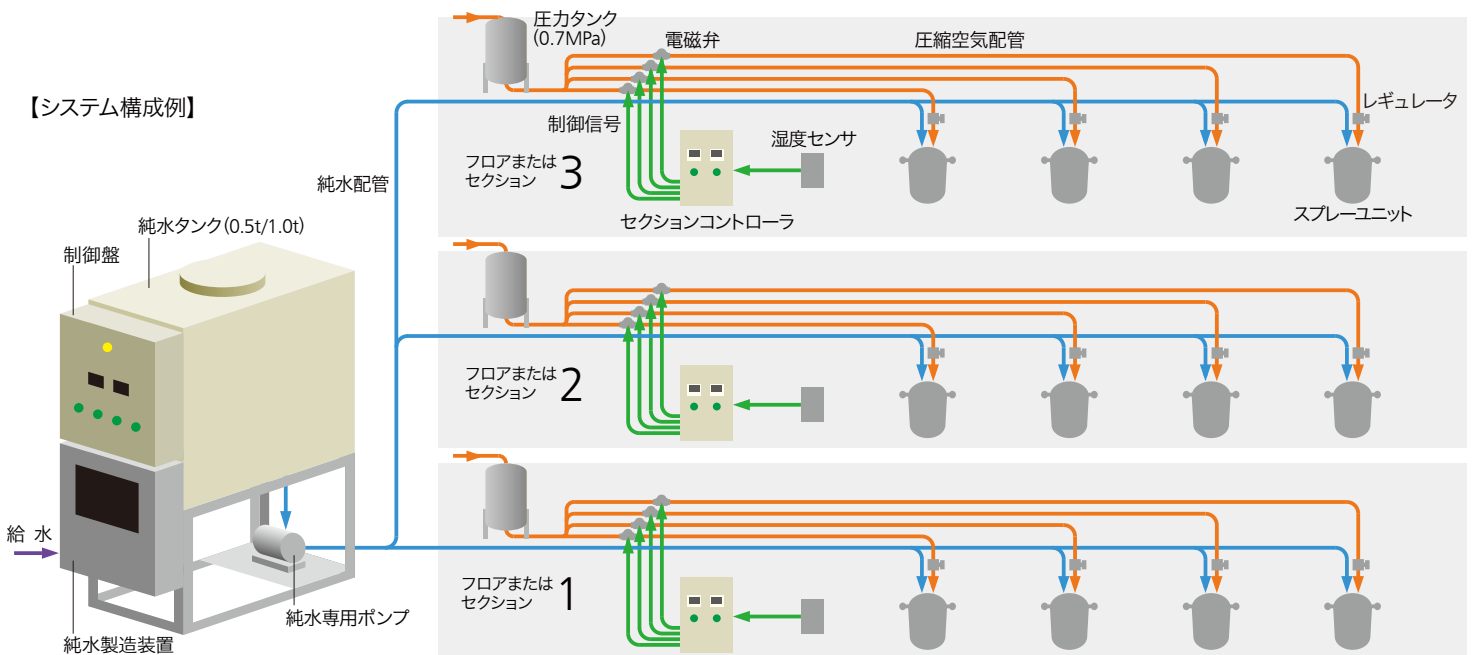 【システム構成例】
圧力タンク
(0.7MPa)
電磁弁
圧縮空気配管
レギュレータ
制御信号
湿度センサ
フロアまたは
セクション 3
セクションコントローラ
スプレーユニット
純水配管
純水タンク(0.5t/1.0t)
制御盤
フロアまたは
セクション 2
給 水
フロアまたは
セクション 1
純水専用ポンプ
純水製造装置